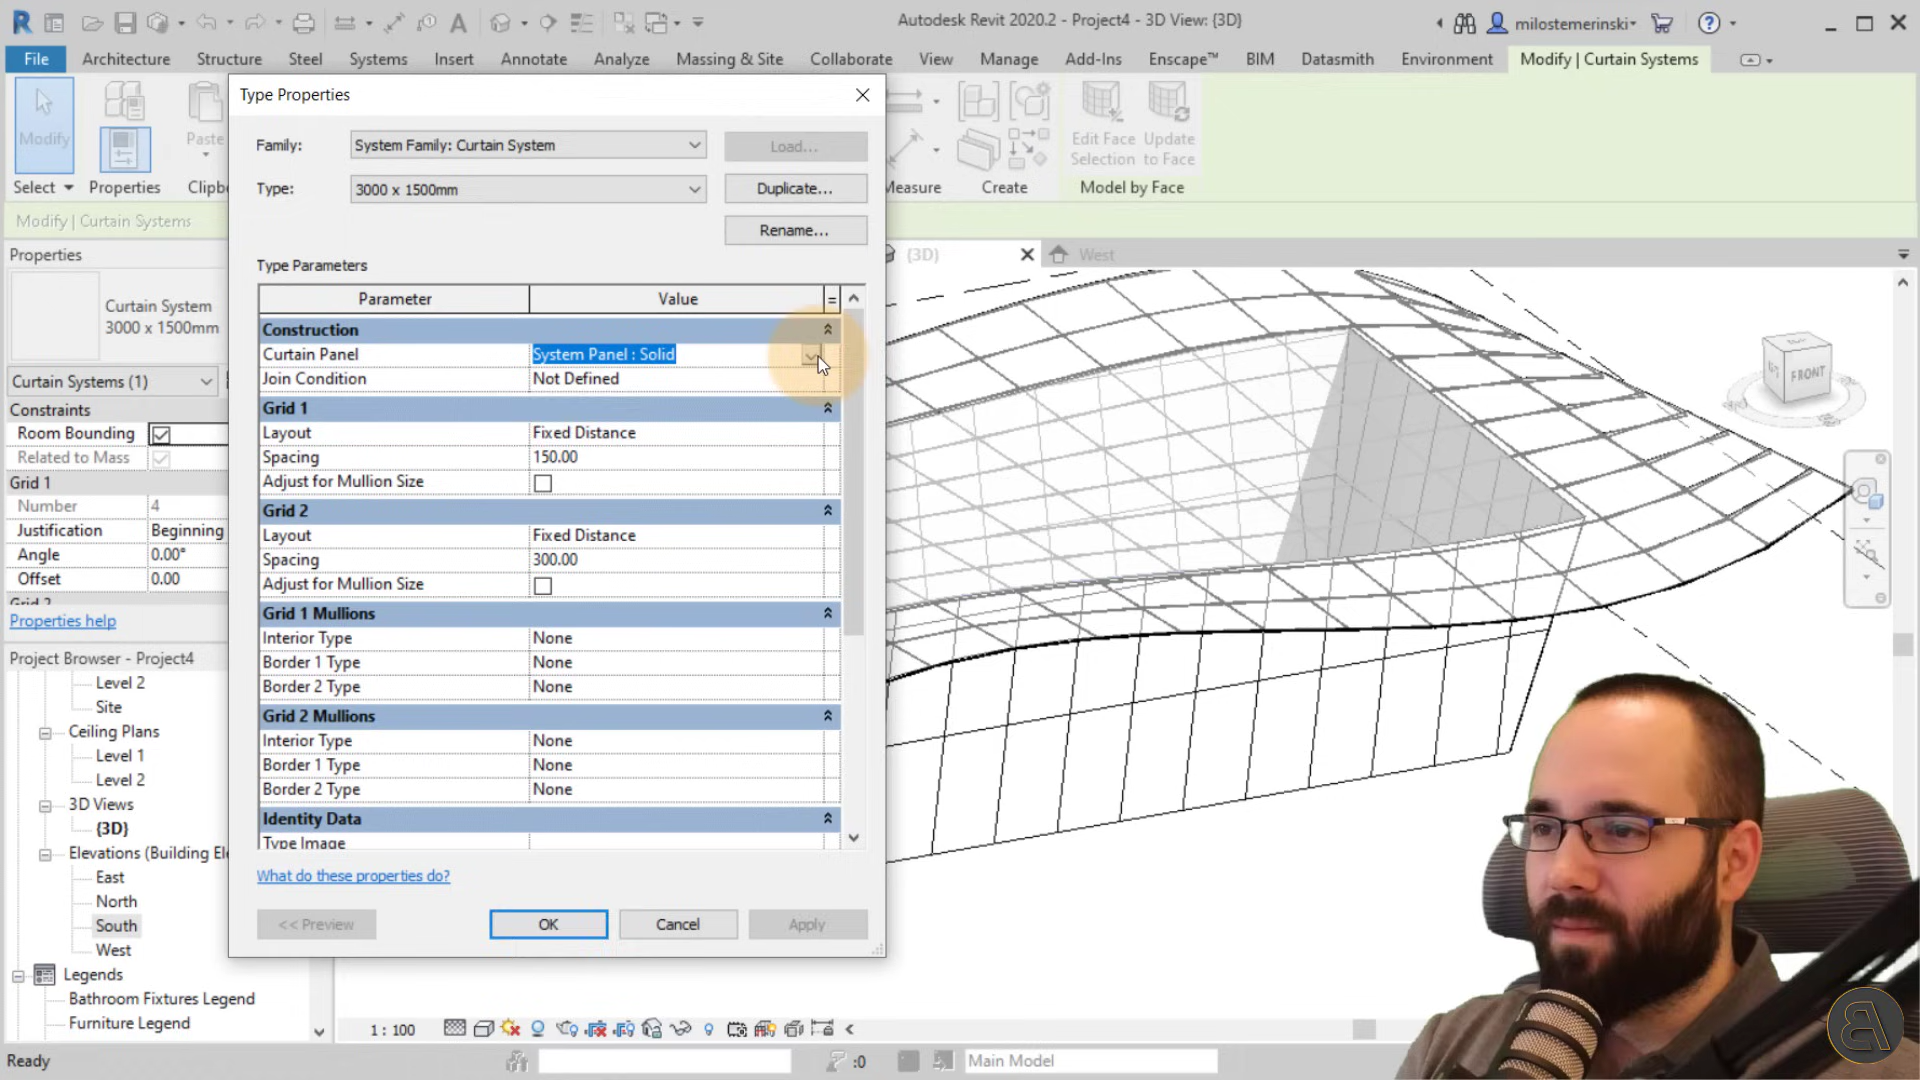 Autodesk Revit 2020.2 - Project4 - 3D View: {3D}
milostemerinski
File
Architecture
Structure
Steel
Systems
Insert
Annotate
Analyze
Massing & Site
Collaborate
View
Manage
Add-Ins
Enscape™
BIM
Datasmith
Environment
Modify | Curtain Systems
Modify
Paste
Edit Face
Selection
Update
to Face
Select
Properties
Clipb
Measure
Create
Model by Face
Modify | Curtain Systems
Type Properties
Family:
System Family: Curtain System
Load...
Type:
3000 x 1500mm
Duplicate...
Rename...
Type Parameters
Parameter
Value
=
Construction
Curtain Panel
System Panel : Solid
Join Condition
Not Defined
Grid 1
Layout
Fixed Distance
Spacing
150.00
Adjust for Mullion Size
Grid 2
Layout
Fixed Distance
Spacing
300.00
Adjust for Mullion Size
Grid 1 Mullions
Interior Type
None
Border 1 Type
None
Border 2 Type
None
Grid 2 Mullions
Interior Type
None
Border 1 Type
None
Border 2 Type
None
Identity Data
Type Image
What do these properties do?
<< Preview
OK
Cancel
Apply
Properties
Curtain System
3000 x 1500mm
Curtain Systems (1)
Constraints
Room Bounding
Related to Mass
Grid 1
Number
4
Justification
Beginning
Angle
0.00°
Offset
0.00
Grid 2
Properties help
Project Browser - Project4
Level 2
Site
Ceiling Plans
Level 1
Level 2
3D Views
{3D}
Elevations (Building Ele
East
North
South
West
Legends
Bathroom Fixtures Legend
Furniture Legend
{3D}
West
FRONT
1 : 100
Ready
:0
Main Model